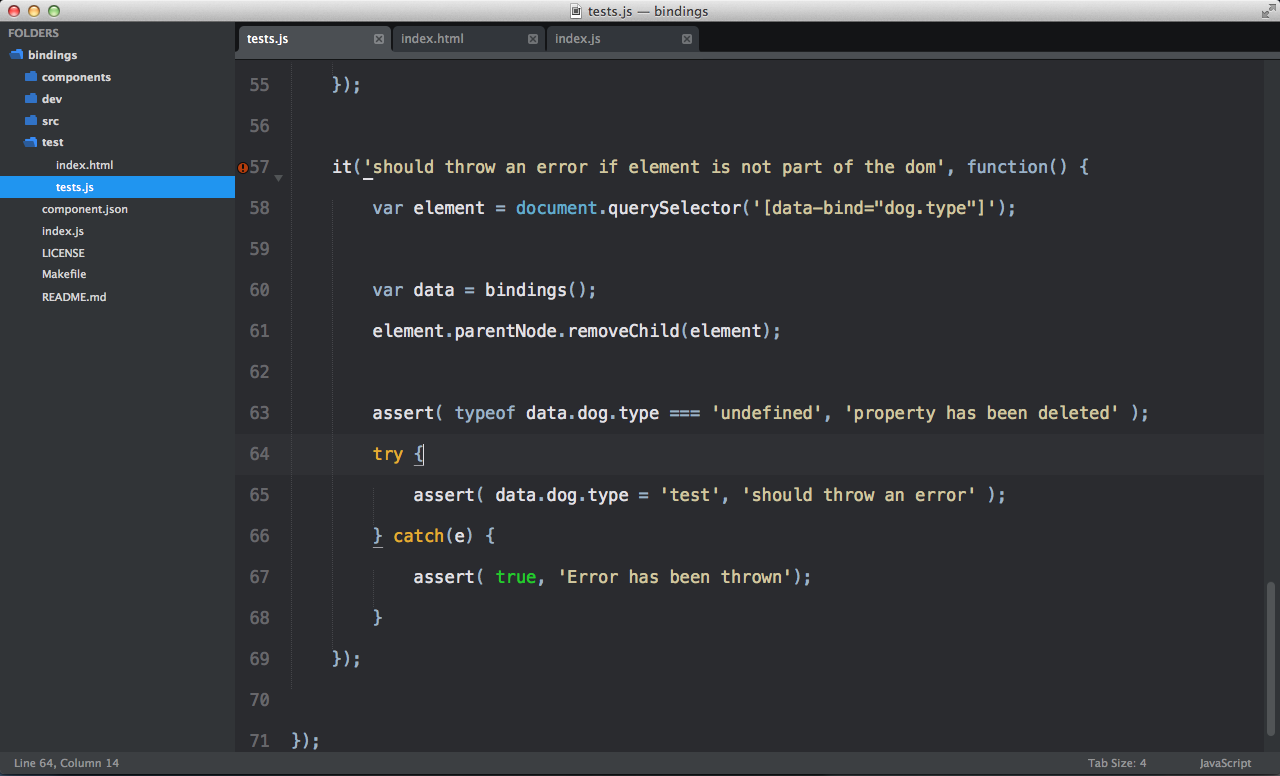 tests.js — bindings
FOLDERS
bindings
components
dev
src
test
index.html
tests.js
component.json
index.js
LICENSE
Makefile
README.md
tests.js
index.html
index.js
55 });
56
57 it('should throw an error if element is not part of the dom', function() {
58 var element = document.querySelector('[data-bind="dog.type"]');
59
60 var data = bindings();
61 element.parentNode.removeChild(element);
62
63 assert( typeof data.dog.type === 'undefined', 'property has been deleted' );
64 try {
65 assert( data.dog.type = 'test', 'should throw an error' );
66 } catch(e) {
67 assert( true, 'Error has been thrown');
68 }
69 });
70
71 });
Line 64, Column 14
Tab Size: 4
JavaScript